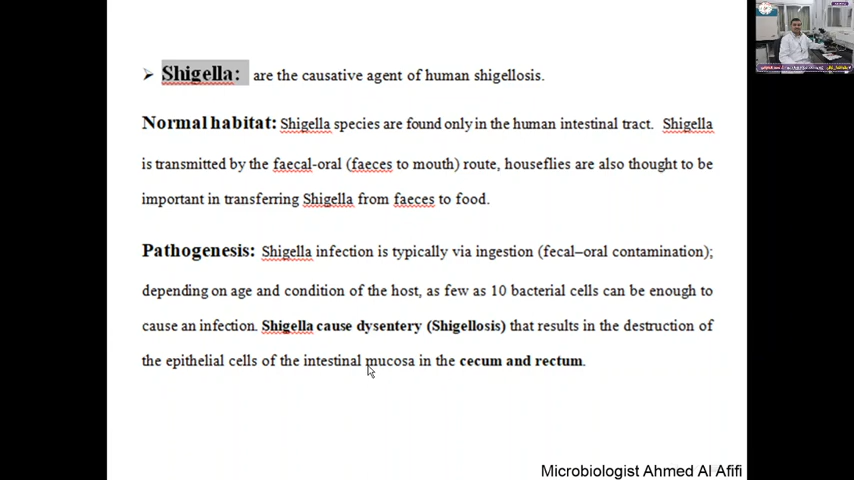 ➢ Shigella: are the causative agent of human shigellosis.
Normal habitat: Shigella species are found only in the human intestinal tract. Shigella
is transmitted by the faecal-oral (faeces to mouth) route, houseflies are also thought to be
important in transferring Shigella from faeces to food.
Pathogenesis: Shigella infection is typically via ingestion (fecal–oral contamination);
depending on age and condition of the host, as few as 10 bacterial cells can be enough to
cause an infection. Shigella cause dysentery (Shigellosis) that results in the destruction of
the epithelial cells of the intestinal mucosa in the cecum and rectum.
Microbiologist Ahmed Al Afifi